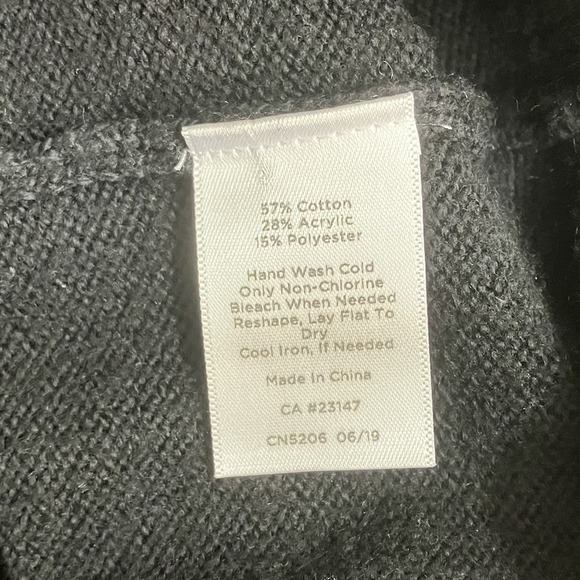 57% Cotton
28% Acrylic
15% Polyester
Hand Wash Cold
Only Non-Chlorine
Bleach When Needed
Reshape, Lay Flat To
Dry
Cool Iron, If Needed
Made In China
CA #23147
CN5206 06/19